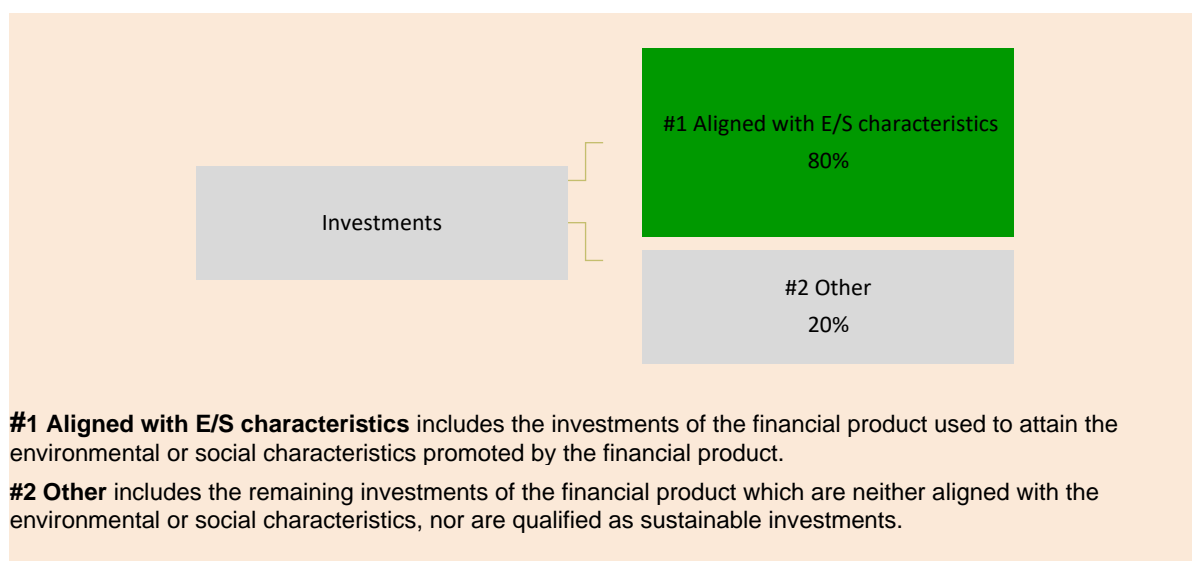 #1 Aligned with E/S characteristics
80%
Investments
#2 Other
20%
#1 Aligned with E/S characteristics includes the investments of the financial product used to attain the
environmental or social characteristics promoted by the financial product.
#2 Other includes the remaining investments of the financial product which are neither aligned with the
environmental or social characteristics, nor are qualified as sustainable investments.